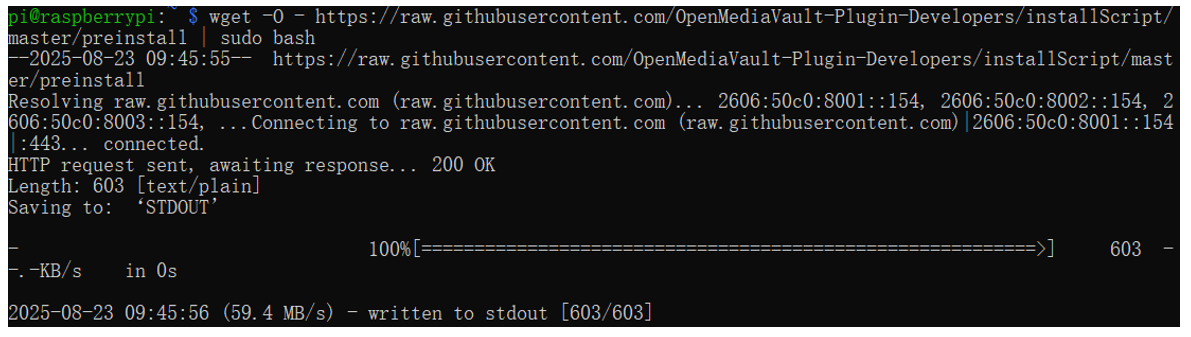 pi@raspberrypi:~ $ wget -O - https://raw.githubusercontent.com/OpenMediaVault-Plugin-Developers/installScript/
master/preinstall | sudo bash
--2025-08-23 09:45:55--  https://raw.githubusercontent.com/OpenMediaVault-Plugin-Developers/installScript/mast
er/preinstall
Resolving raw.githubusercontent.com (raw.githubusercontent.com)... 2606:50c0:8001::154, 2606:50c0:8002::154, 2
606:50c0:8003::154, ...Connecting to raw.githubusercontent.com (raw.githubusercontent.com)|2606:50c0:8001::154
|:443... connected.
HTTP request sent, awaiting response... 200 OK
Length: 603 [text/plain]
Saving to: ‘STDOUT’
-                                 100%[==========================================================>]     603  -
-.-KB/s    in 0s
2025-08-23 09:45:56 (59.4 MB/s) - written to stdout [603/603]